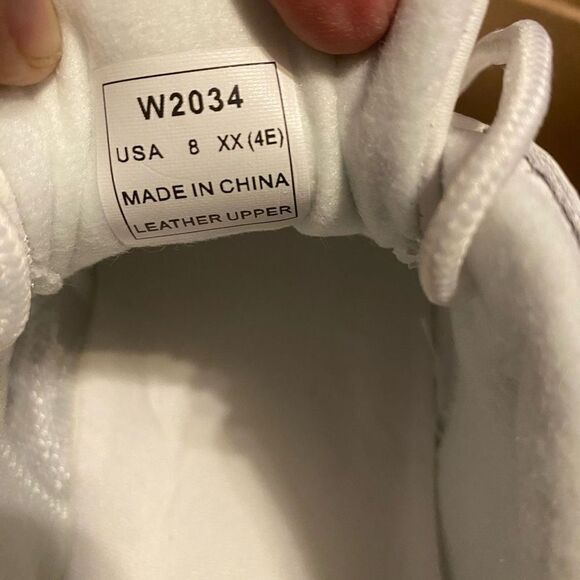 W2034
USA 8 XX (4E)
MADE IN CHINA
LEATHER UPPER